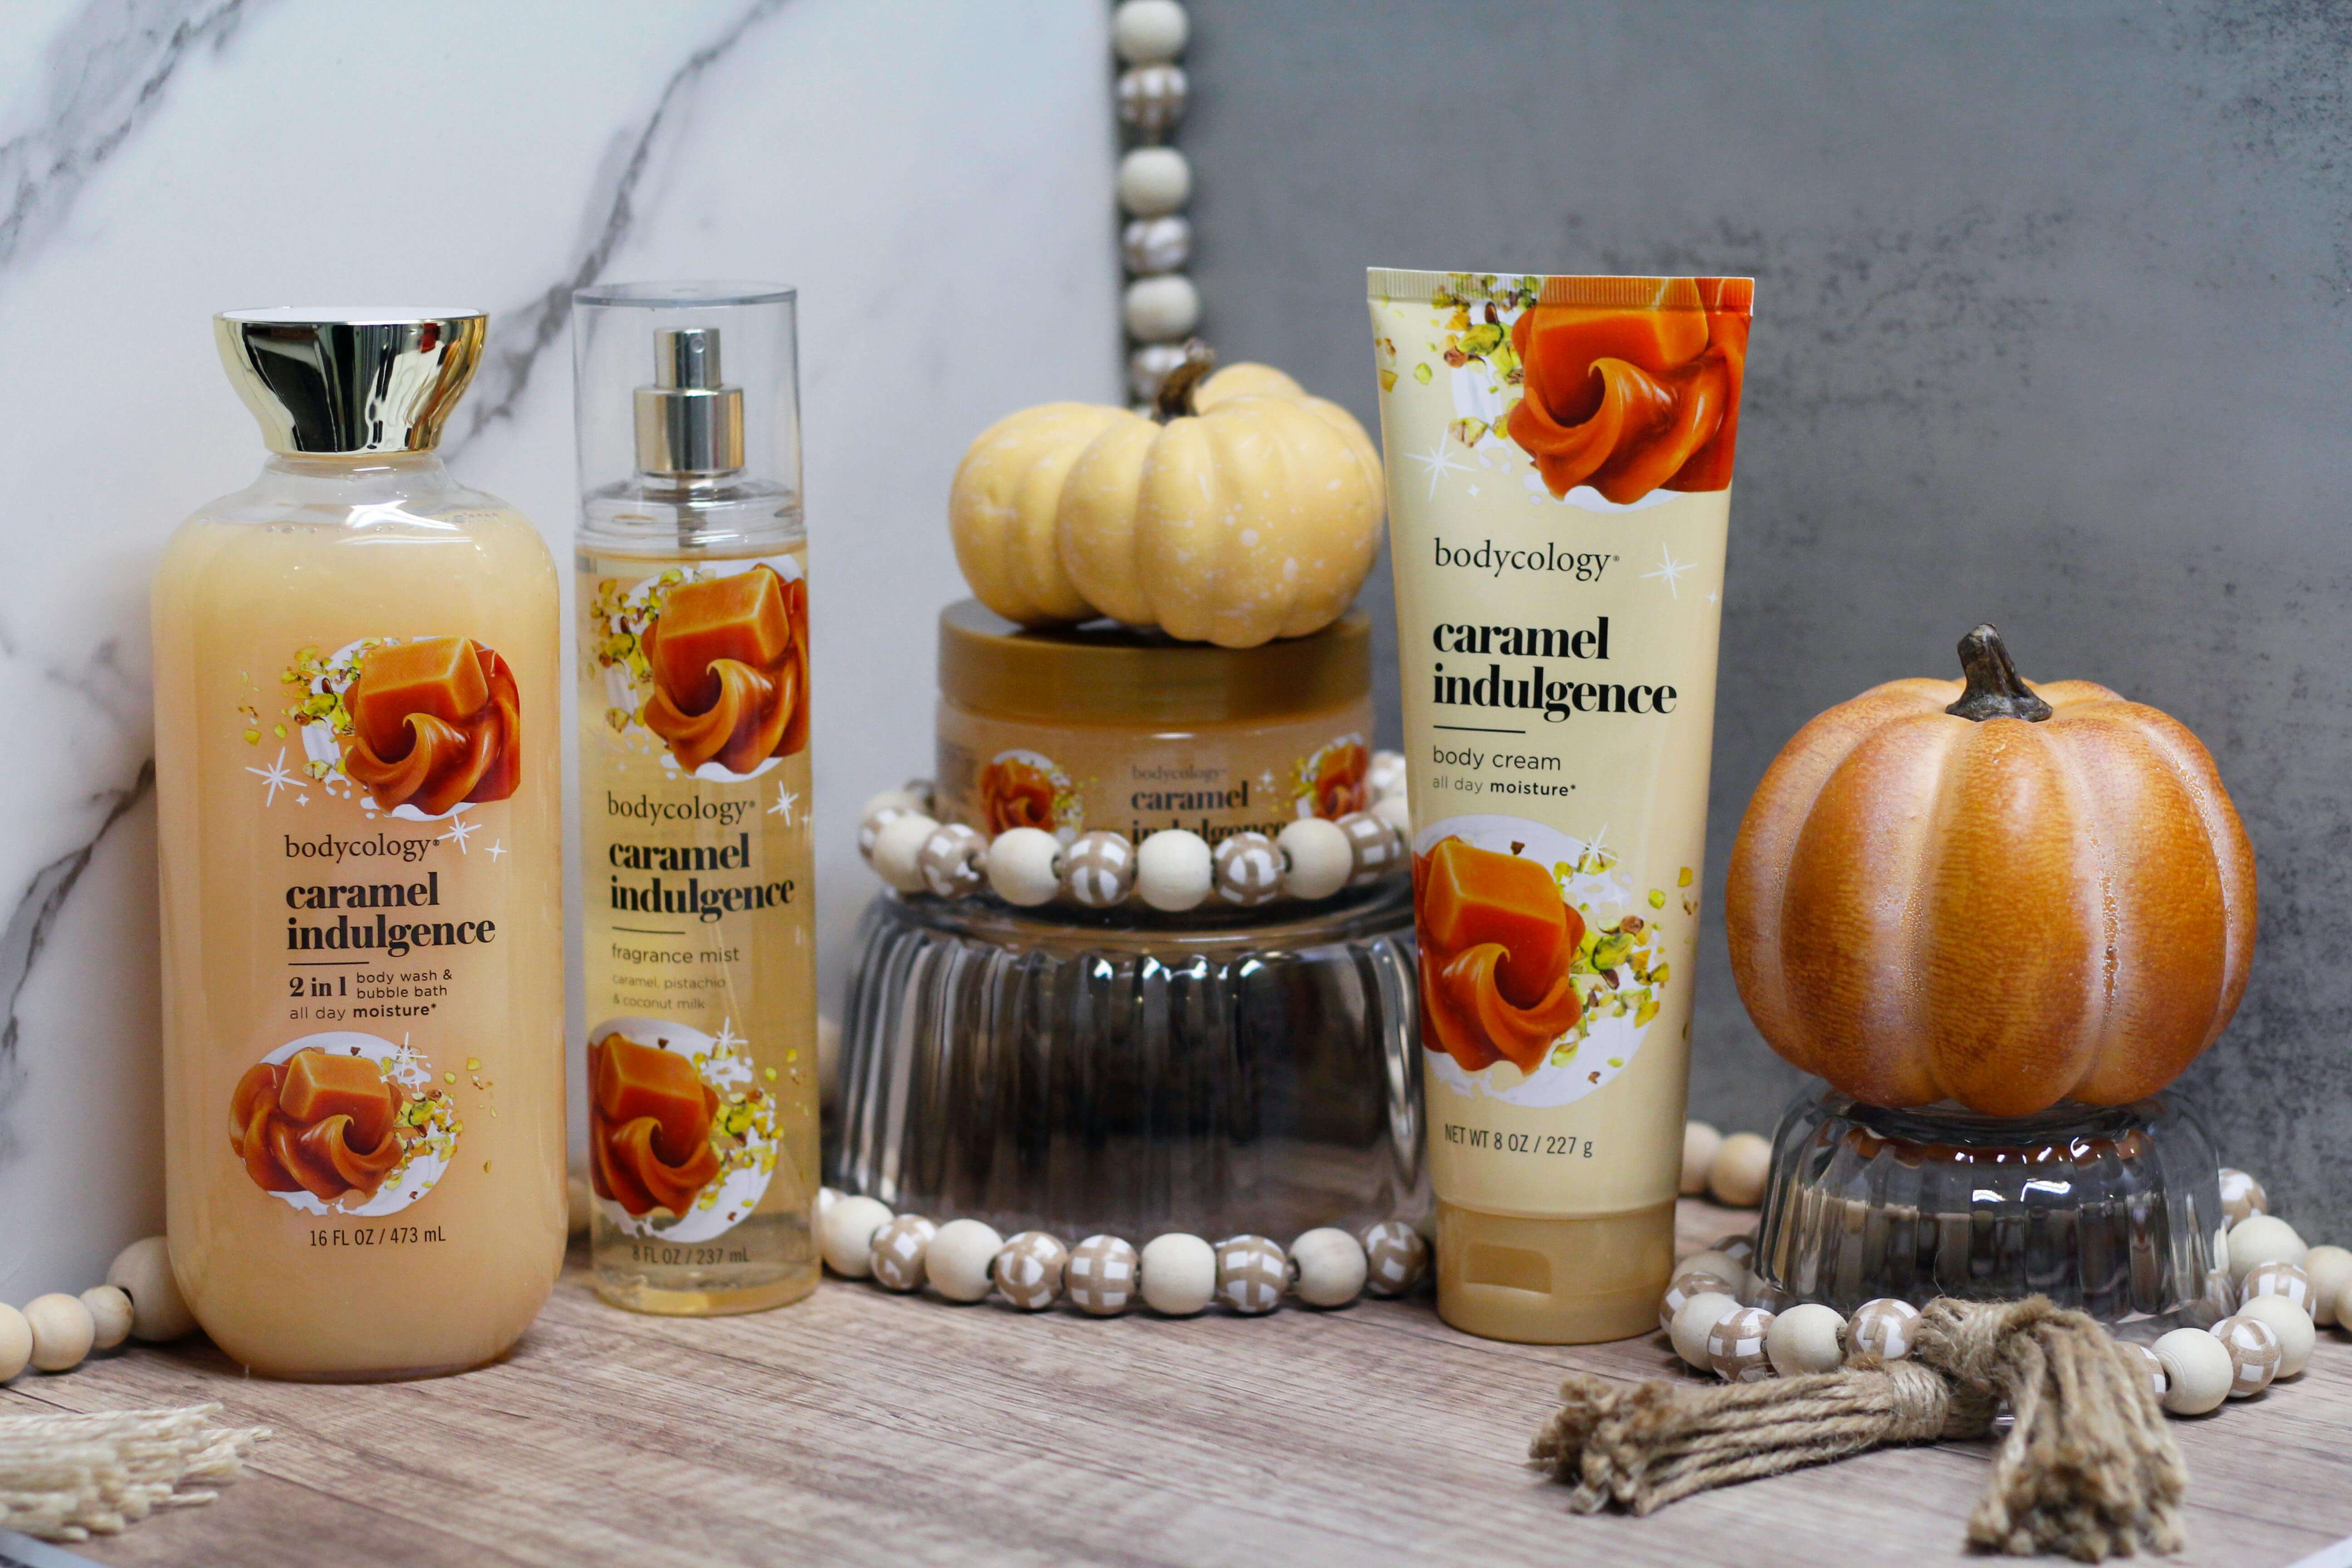 bodycology®
caramel
indulgence
2 in 1 body wash &
bubble bath
all day moisture*
16 FL OZ / 473 mL
bodycology®
caramel
indulgence
fragrance mist
caramel, pistachio
& coconut milk
8 FL OZ / 237 mL
bodycology
caramel
indulgence
bodycology®
caramel
indulgence
body cream
all day moisture*
NET WT 8 OZ / 227 g